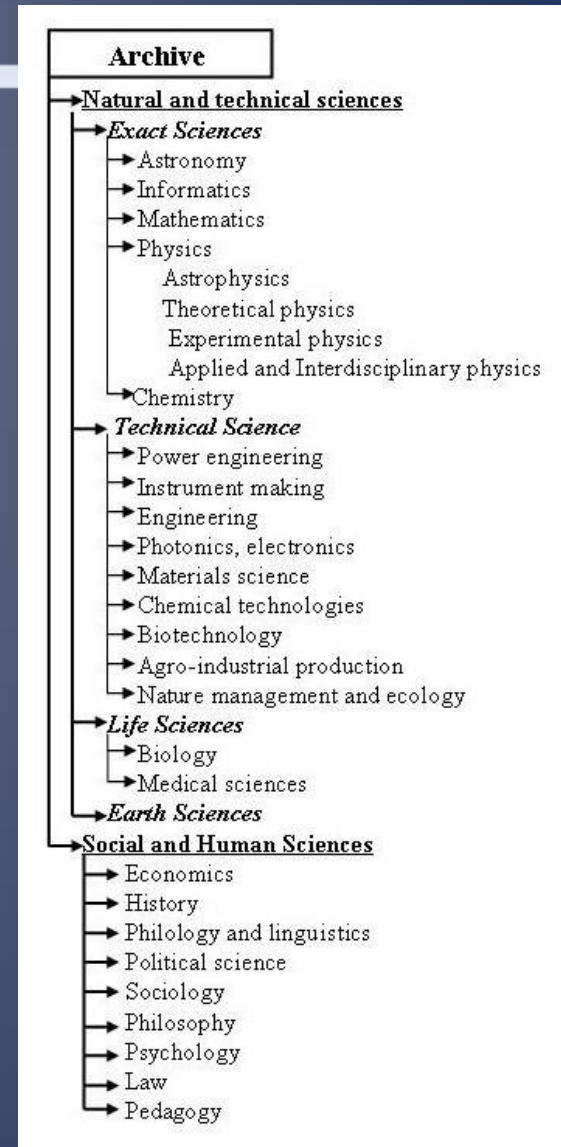 Archive
Natural and technical sciences
Exact Sciences
Astronomy
Informatics
Mathematics
Physics
Astrophysics
Theoretical physics
Experimental physics
Applied and Interdisciplinary physics
Chemistry
Technical Science
Power engineering
Instrument making
Engineering
Photonics, electronics
Materials science
Chemical technologies
Biotechnology
Agro-industrial production
Nature management and ecology
Life Sciences
Biology
Medical sciences
Earth Sciences
Social and Human Sciences
Economics
History
Philology and linguistics
Political science
Sociology
Philosophy
Psychology
Law
Pedagogy